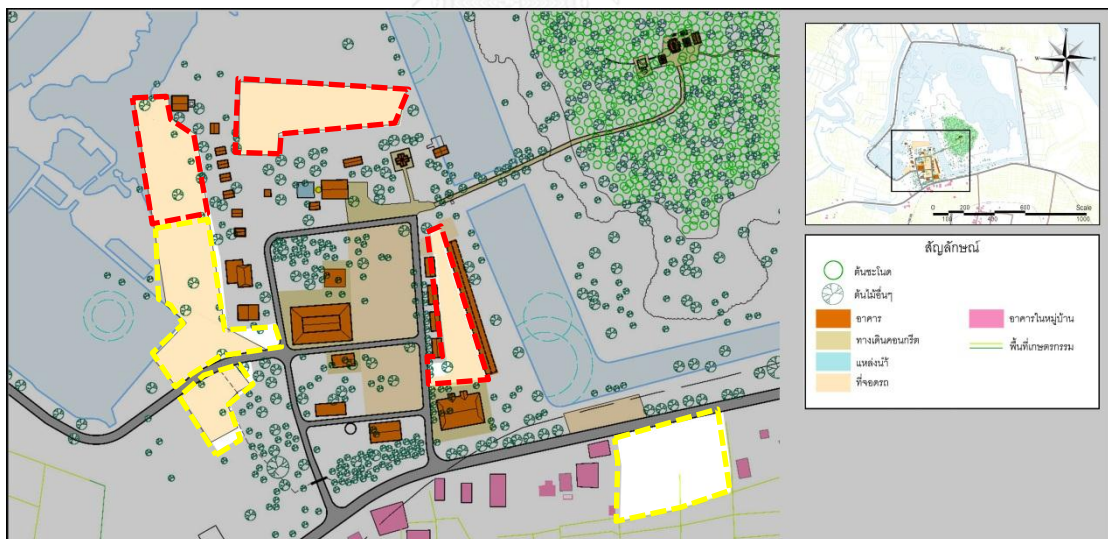 N
W
E
S
0
200
600
Scale
100
400
1000
สัญลักษณ์
ต้นชะโนด
ต้นไม้อื่นๆ
อาคาร
ทางเดินคอนกรีต
แหล่งน้ำ
ที่จอดรถ
อาคารในหมู่บ้าน
พื้นที่เกษตรกรรม